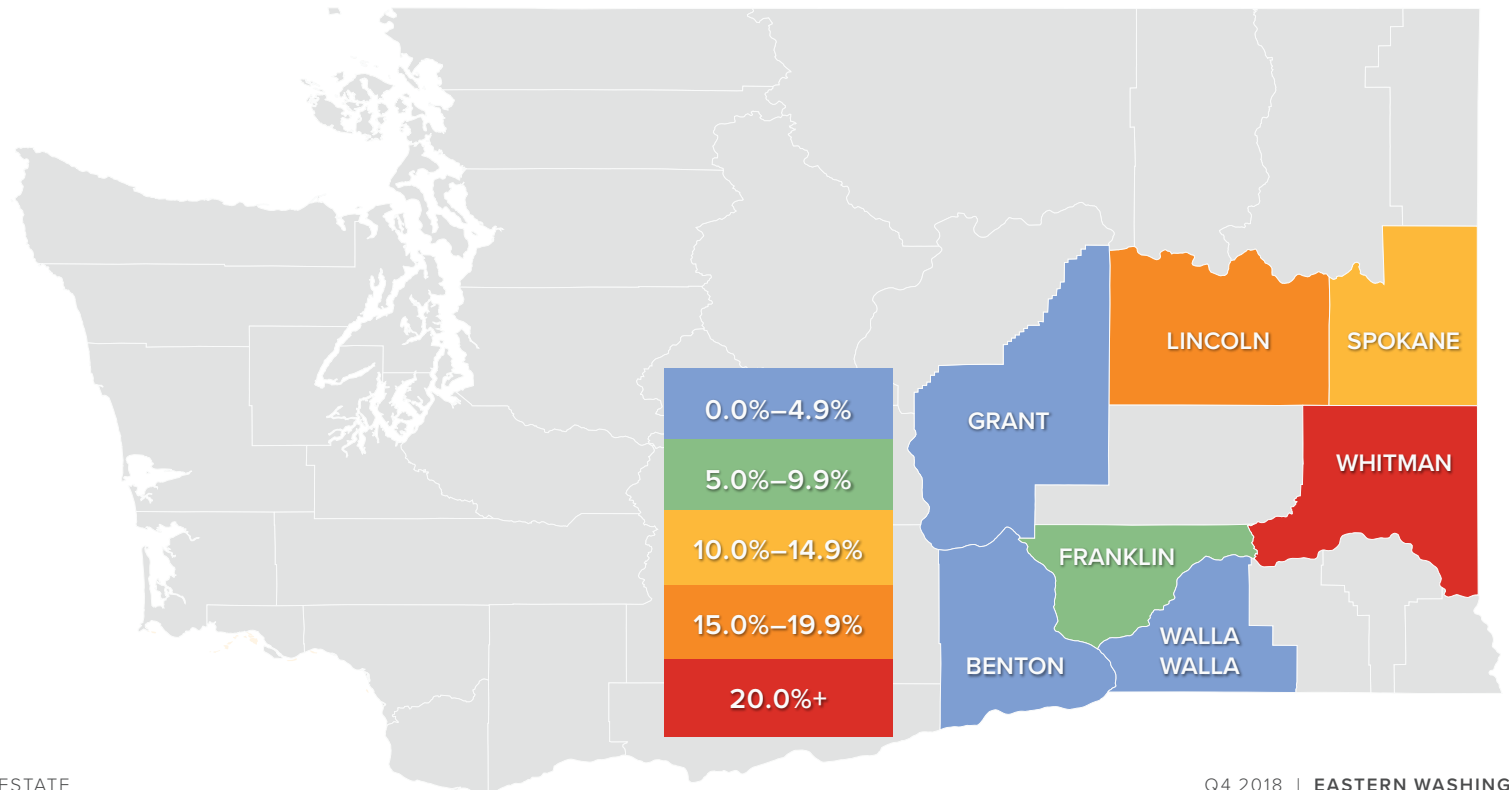 LINCOLN
SPOKANE
0.0%–4.9%
GRANT
5.0%–9.9%
WHITMAN
10.0%–14.9%
FRANKLIN
15.0%–19.9%
WALLA
WALLA
BENTON
20.0%+
ESTATE
Q4 2018 | EASTERN WASHING